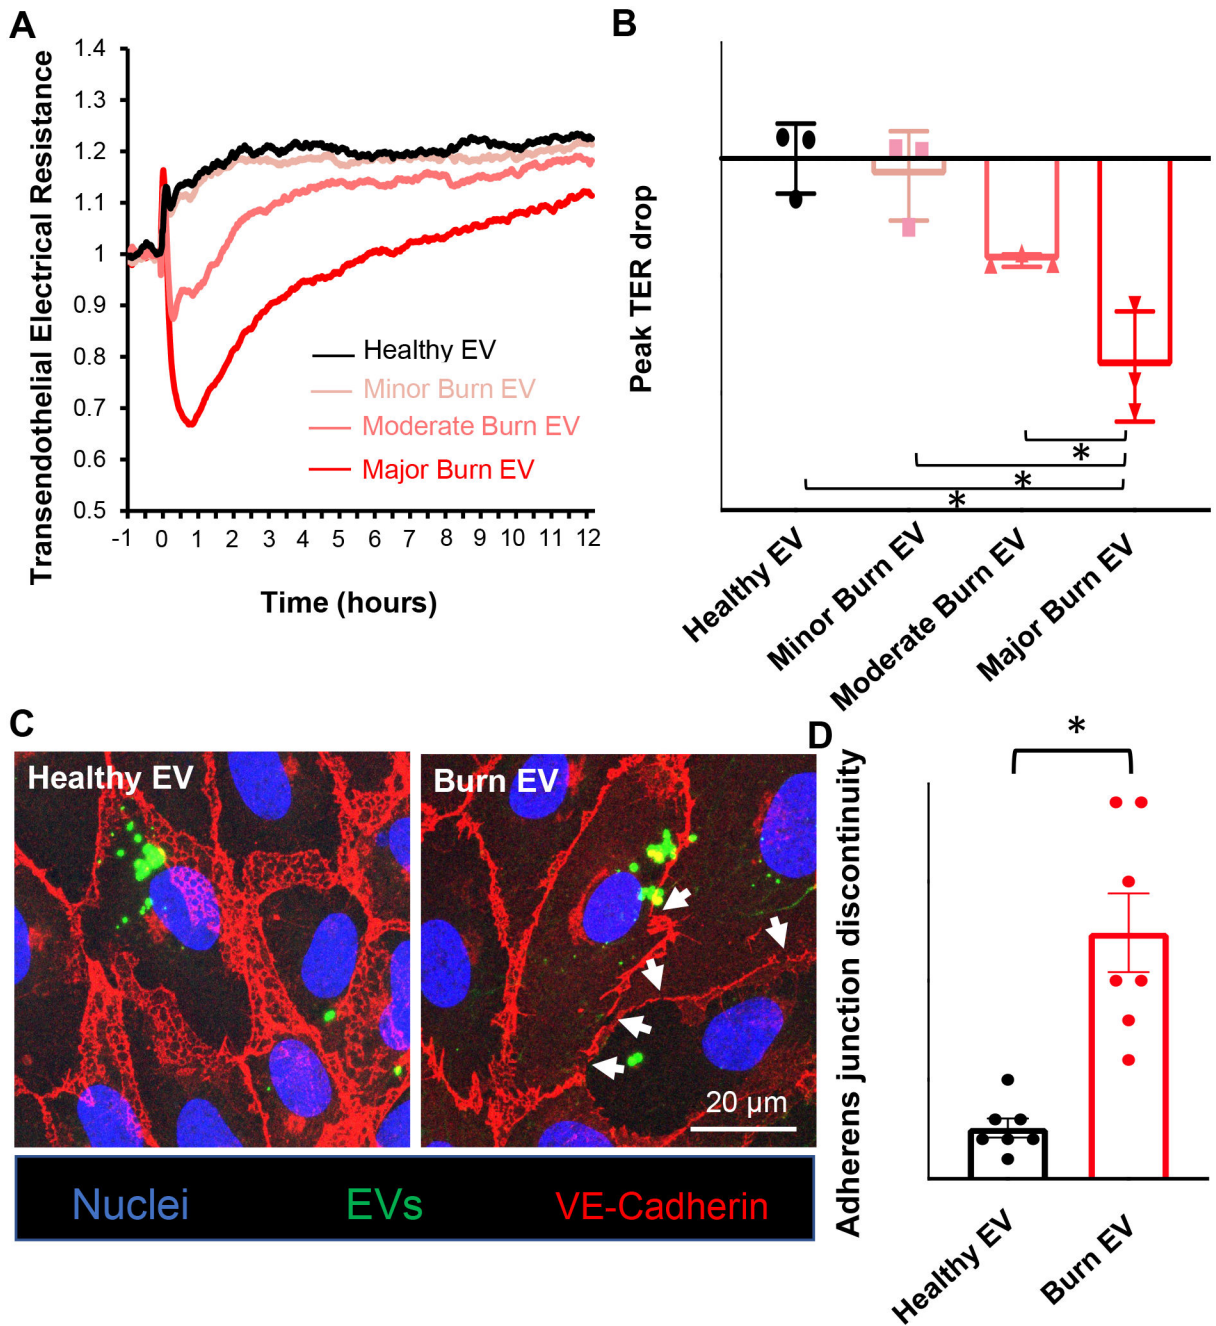 A
Transendothelial Electrical Resistance
1.4
1.3
1.2
1.1
1
0.9
0.8
0.7
0.6
0.5
-1 0 1 2 3 4 5 6 7 8 9 10 11 12
Time (hours)
Healthy EV
Minor Burn EV
Moderate Burn EV
Major Burn EV
B
Peak TER drop
*
*
*
Healthy EV
Minor Burn EV
Moderate Burn EV
Major Burn EV
C
Healthy EV
Burn EV
20 μm
Nuclei EVs VE-Cadherin
D
Adherens junction discontinuity
*
Healthy EV
Burn EV